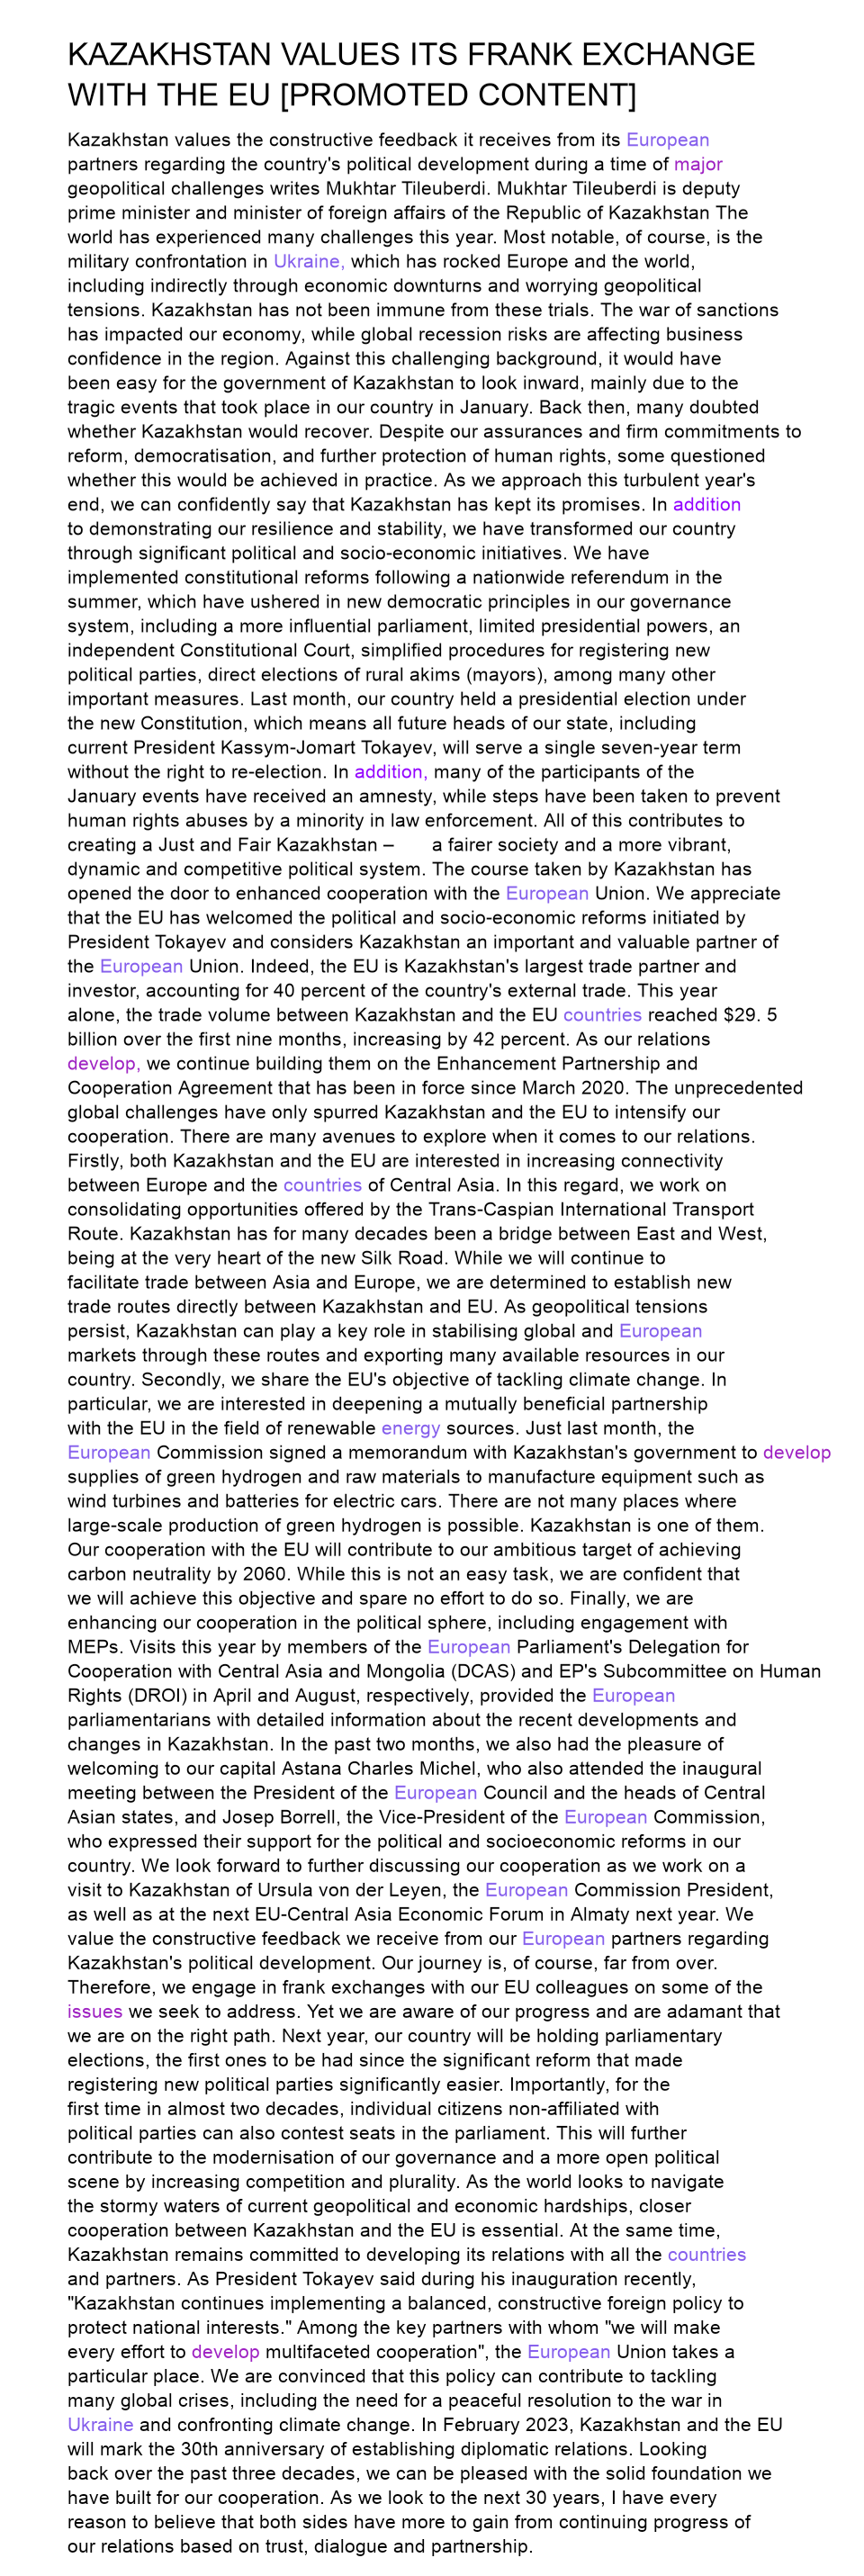 KAZAKHSTAN VALUES ITS FRANK EXCHANGE
WITH THE EU [PROMOTED CONTENT]
Kazakhstan values the constructive feedback it receives from its European
partners regarding the country's political development during a time of major
geopolitical challenges writes Mukhtar Tileuberdi. Mukhtar Tileuberdi is deputy
prime minister and minister of foreign affairs of the Republic of Kazakhstan The
world has experienced many challenges this year. Most notable, of course, is the
military confrontation in Ukraine, which has rocked Europe and the world,
including indirectly through economic downturns and worrying geopolitical
tensions. Kazakhstan has not been immune from these trials. The war of sanctions
has impacted our economy, while global recession risks are affecting business
confidence in the region. Against this challenging background, it would have
been easy for the government of Kazakhstan to look inward, mainly due to the
tragic events that took place in our country in January. Back then, many doubted
whether Kazakhstan would recover. Despite our assurances and firm commitments to
reform, democratisation, and further protection of human rights, some questioned
whether this would be achieved in practice. As we approach this turbulent year's
end, we can confidently say that Kazakhstan has kept its promises. In addition
to demonstrating our resilience and stability, we have transformed our country
through significant political and socio-economic initiatives. We have
implemented constitutional reforms following a nationwide referendum in the
summer, which have ushered in new democratic principles in our governance
system, including a more influential parliament, limited presidential powers, an
independent Constitutional Court, simplified procedures for registering new
political parties, direct elections of rural akims (mayors), among many other
important measures. Last month, our country held a presidential election under
the new Constitution, which means all future heads of our state, including
current President Kassym-Jomart Tokayev, will serve a single seven-year term
without the right to re-election. In addition, many of the participants of the
January events have received an amnesty, while steps have been taken to prevent
human rights abuses by a minority in law enforcement. All of this contributes to
creating a Just and Fair Kazakhstan – a fairer society and a more vibrant,
dynamic and competitive political system. The course taken by Kazakhstan has
opened the door to enhanced cooperation with the European Union. We appreciate
that the EU has welcomed the political and socio-economic reforms initiated by
President Tokayev and considers Kazakhstan an important and valuable partner of
the European Union. Indeed, the EU is Kazakhstan's largest trade partner and
investor, accounting for 40 percent of the country's external trade. This year
alone, the trade volume between Kazakhstan and the EU countries reached $29. 5
billion over the first nine months, increasing by 42 percent. As our relations
develop, we continue building them on the Enhancement Partnership and
Cooperation Agreement that has been in force since March 2020. The unprecedented
global challenges have only spurred Kazakhstan and the EU to intensify our
cooperation. There are many avenues to explore when it comes to our relations.
Firstly, both Kazakhstan and the EU are interested in increasing connectivity
between Europe and the countries of Central Asia. In this regard, we work on
consolidating opportunities offered by the Trans-Caspian International Transport
Route. Kazakhstan has for many decades been a bridge between East and West,
being at the very heart of the new Silk Road. While we will continue to
facilitate trade between Asia and Europe, we are determined to establish new
trade routes directly between Kazakhstan and EU. As geopolitical tensions
persist, Kazakhstan can play a key role in stabilising global and European
markets through these routes and exporting many available resources in our
country. Secondly, we share the EU's objective of tackling climate change. In
particular, we are interested in deepening a mutually beneficial partnership
with the EU in the field of renewable energy sources. Just last month, the
European Commission signed a memorandum with Kazakhstan's government to develop
supplies of green hydrogen and raw materials to manufacture equipment such as
wind turbines and batteries for electric cars. There are not many places where
large-scale production of green hydrogen is possible. Kazakhstan is one of them.
Our cooperation with the EU will contribute to our ambitious target of achieving
carbon neutrality by 2060. While this is not an easy task, we are confident that
we will achieve this objective and spare no effort to do so. Finally, we are
enhancing our cooperation in the political sphere, including engagement with
MEPs. Visits this year by members of the European Parliament's Delegation for
Cooperation with Central Asia and Mongolia (DCAS) and EP's Subcommittee on Human
Rights (DROI) in April and August, respectively, provided the European
parliamentarians with detailed information about the recent developments and
changes in Kazakhstan. In the past two months, we also had the pleasure of
welcoming to our capital Astana Charles Michel, who also attended the inaugural
meeting between the President of the European Council and the heads of Central
Asian states, and Josep Borrell, the Vice-President of the European Commission,
who expressed their support for the political and socioeconomic reforms in our
country. We look forward to further discussing our cooperation as we work on a
visit to Kazakhstan of Ursula von der Leyen, the European Commission President,
as well as at the next EU-Central Asia Economic Forum in Almaty next year. We
value the constructive feedback we receive from our European partners regarding
Kazakhstan's political development. Our journey is, of course, far from over.
Therefore, we engage in frank exchanges with our EU colleagues on some of the
issues we seek to address. Yet we are aware of our progress and are adamant that
we are on the right path. Next year, our country will be holding parliamentary
elections, the first ones to be had since the significant reform that made
registering new political parties significantly easier. Importantly, for the
first time in almost two decades, individual citizens non-affiliated with
political parties can also contest seats in the parliament. This will further
contribute to the modernisation of our governance and a more open political
scene by increasing competition and plurality. As the world looks to navigate
the stormy waters of current geopolitical and economic hardships, closer
cooperation between Kazakhstan and the EU is essential. At the same time,
Kazakhstan remains committed to developing its relations with all the countries
and partners. As President Tokayev said during his inauguration recently,
"Kazakhstan continues implementing a balanced, constructive foreign policy to
protect national interests." Among the key partners with whom "we will make
every effort to develop multifaceted cooperation", the European Union takes a
particular place. We are convinced that this policy can contribute to tackling
many global crises, including the need for a peaceful resolution to the war in
Ukraine and confronting climate change. In February 2023, Kazakhstan and the EU
will mark the 30th anniversary of establishing diplomatic relations. Looking
back over the past three decades, we can be pleased with the solid foundation we
have built for our cooperation. As we look to the next 30 years, I have every
reason to believe that both sides have more to gain from continuing progress of
our relations based on trust, dialogue and partnership.